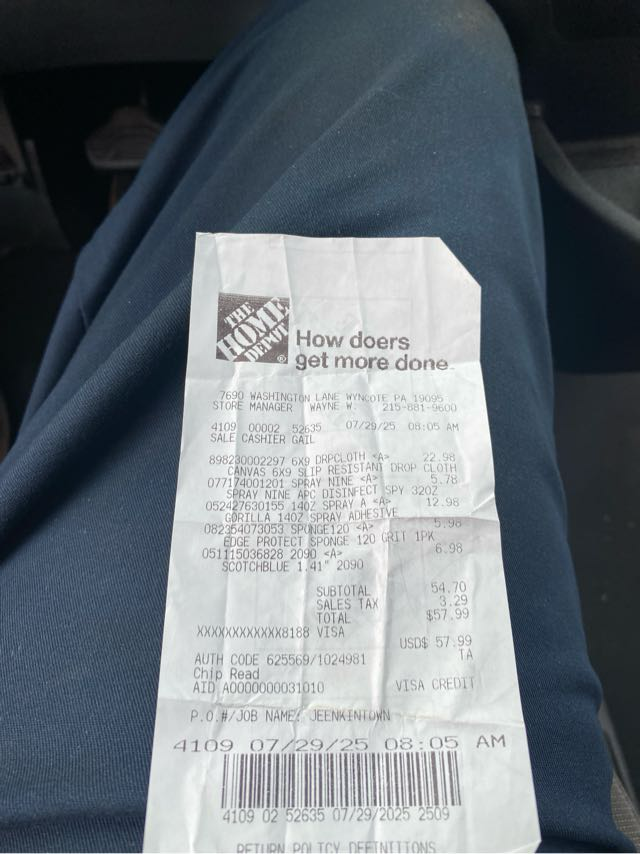 THE
HOME
DEPOT
®
How doers
get more done.
7690 WASHINGTON LANE WYNCOTE PA 19095
STORE MANAGER WAYNE W. 215-881-9600
4109 00002 52635 07/29/25 08:05 AM
SALE CASHIER GAIL
898230002297 6X9 DRPCLOTH <A> 22.98
CANVAS 6X9 SLIP RESISTANT DROP CLOTH
077174001201 SPRAY NINE <A> 5.78
SPRAY NINE APC DISINFECT SPY 32OZ
052427630155 14OZ SPRAY A <A> 12.98
GORILLA 14OZ SPRAY ADHESIVE
082354073053 SPONGE120 <A> 5.98
EDGE PROTECT SPONGE 120 GRIT 1PK
051115036828 2090 <A> 6.98
SCOTCHBLUE 1.41" 2090
SUBTOTAL 54.70
SALES TAX 3.29
TOTAL $57.99
XXXXXXXXXXXX8188 VISA
USD$ 57.99
AUTH CODE 625569/1024981 TA
Chip Read
AID A0000000031010 VISA CREDIT
P.O.#/JOB NAME: JEENKINTOWN
4109 07/29/25 08:05 AM
4109 02 52635 07/29/2025 2509
RETURN POLICY DEFINITIONS